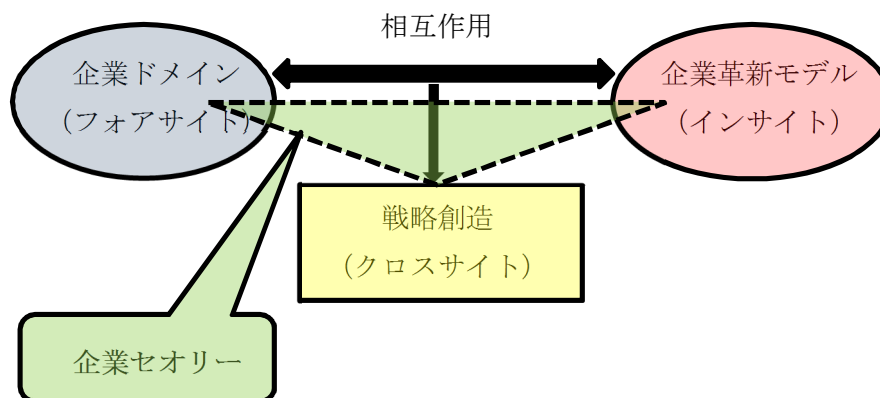 相互作用
企業ドメイン
（フォアサイト）
企業革新モデル
（インサイト）
戦略創造
（クロスサイト）
企業セオリー